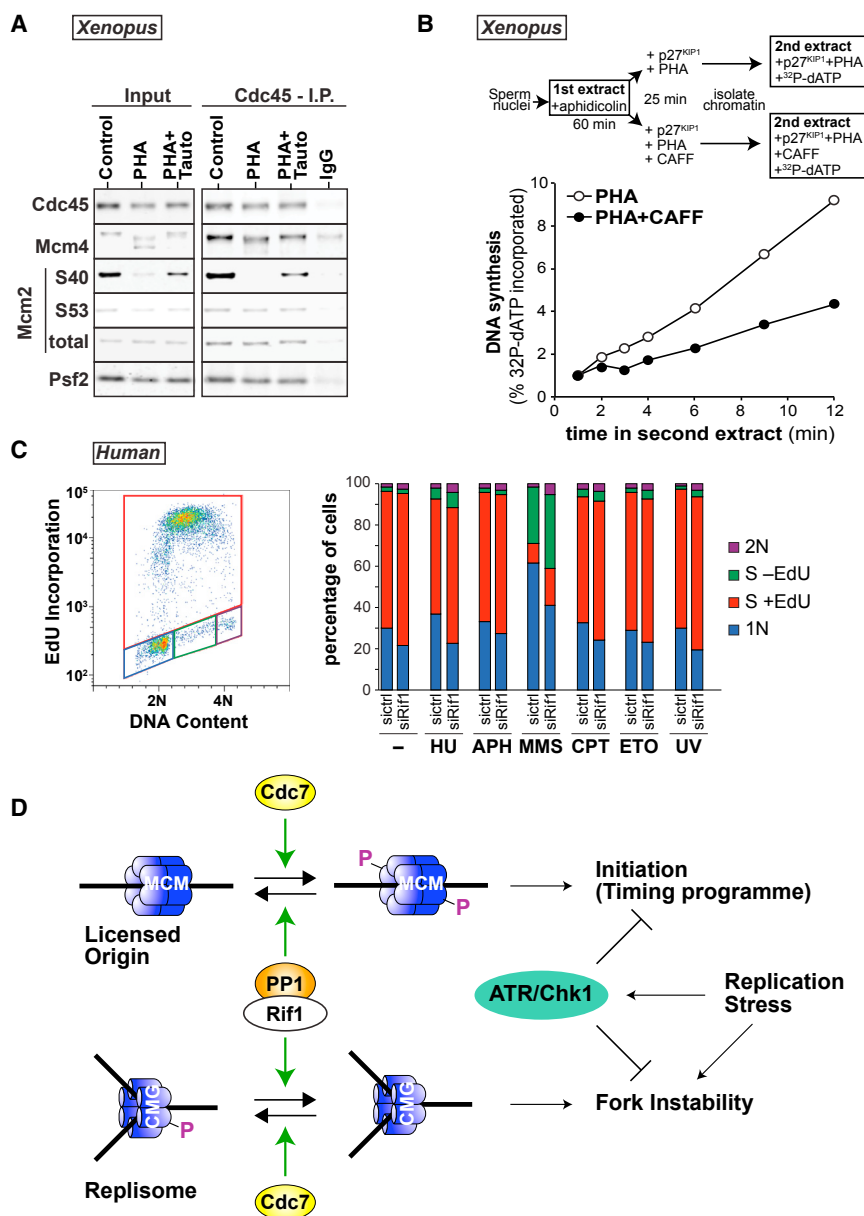 A
Xenopus
Input
Cdc45 - I.P.
Control
PHA
PHA+
Tauto
Control
PHA
PHA+
Tauto
IgG
Cdc45
Mcm4
Mcm2
S40
S53
total
Psf2
B
Xenopus
Sperm
nuclei
1st extract
+aphidicolin
60 min
+ p27KIP1
+ PHA
25 min
+ p27KIP1
+ PHA
+ CAFF
isolate
chromatin
2nd extract
+p27KIP1+PHA
+32P-dATP
2nd extract
+p27KIP1+PHA
+CAFF
+32P-dATP
PHA
PHA+CAFF
DNA synthesis
(% 32P-dATP incorporated)
10
8
6
4
2
0
0 2 4 6 8 10 12
time in second extract (min)
C
Human
EdU Incorporation
10^5
10^4
10^3
10^2
2N 4N
DNA Content
percentage of cells
100
80
60
40
20
0
sictrl siRif1 sictrl siRif1 sictrl siRif1 sictrl siRif1 sictrl siRif1 sictrl siRif1 sictrl siRif1
– HU APH MMS CPT ETO UV
2N
S –EdU
S +EdU
1N
D
Cdc7
MCM
P
MCM
P
Licensed
Origin
Initiation
(Timing programme)
PP1
Rif1
ATR/Chk1
Replication
Stress
CMG
P
CMG
Fork Instability
Replisome
Cdc7